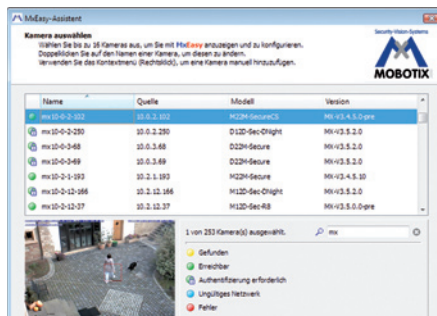 MxEasy-Assistent
Kamera auswählen
Wählen Sie bis zu 16 Kameras aus, um Sie mit MxEasy anzuzeigen und zu konfigurieren.
Doppelklicken Sie auf den Namen einer Kamera, um diesen zu ändern.
Verwenden Sie das Kontextmenü (Rechtsklick), um eine Kamera manuell hinzuzufügen.
Security-Vision-Systems
MOBOTIX
Name Quelle Modell Version
mx10-0-2-102 10.0.2.102 M22M-SecureCS MX-V3.4.5.0-pre
mx10-0-2-250 10.0.2.250 D12D-Sec-DNight MX-V3.5.2.0
mx10-0-3-68 10.0.3.68 D22M-Secure MX-V3.5.2.0
mx10-0-3-69 10.0.3.69 D22M-Secure MX-V3.5.2.0
mx10-2-1-193 10.2.1.193 M22M-Secure MX-V3.4.5.10
mx10-2-12-166 10.2.12.166 M12D-Sec-DNight MX-V3.5.2.0
mx10-2-12-37 10.2.12.37 M12D-Sec-R8 MX-V3.5.0.0-pre
1 von 253 Kamera(s) ausgewählt.
mx
Gefunden
Erreichbar
Authentifizierung erforderlich
Ungültiges Netzwerk
Fehler